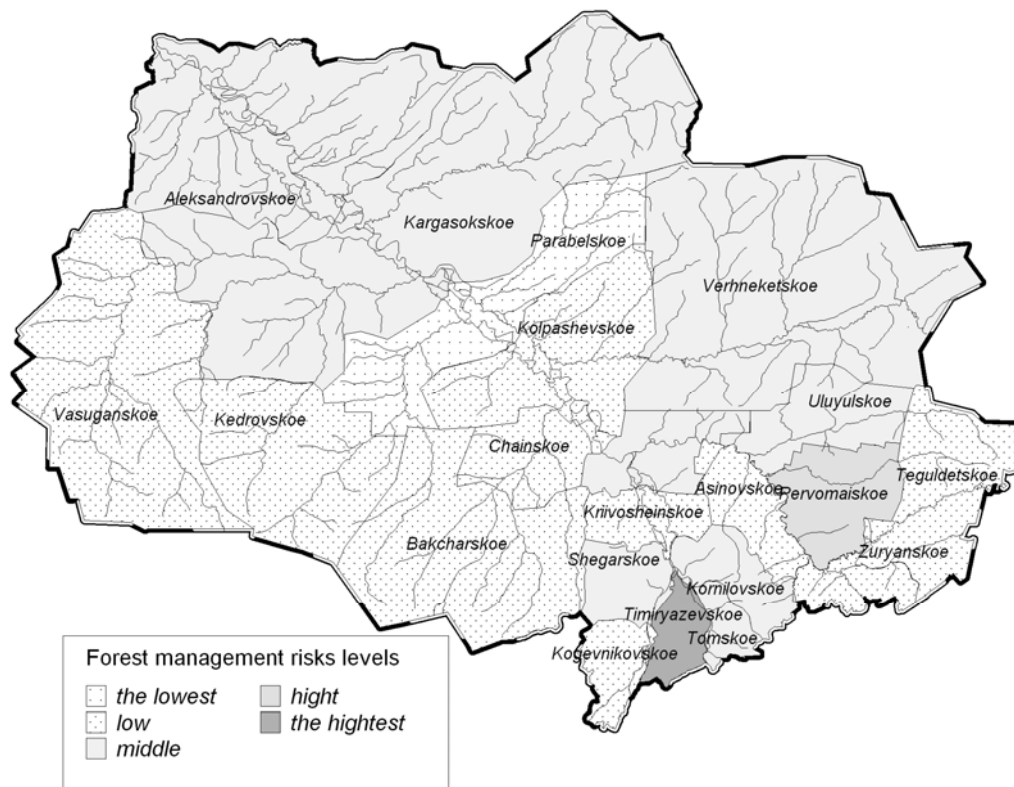 Aleksandrovskoe
Kargasokskoe
Parabelskoe
Verhneketskoe
Kolpashevskoe
Vasuganskoe
Kedrovskoe
Uluyulskoe
Chainskoe
Teguldetskoe
Asinovskoe
Pervomaiskoe
Kriivosheinskoe
Bakcharskoe
Zuryanskoe
Shegarskoe
Kornilovskoe
Timiryazevskoe
Tomskoe
Kogevnikovskoe
Forest management risks levels
the lowest
low
middle
hight
the hightest